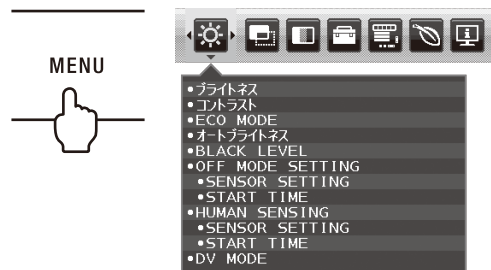 MENU
•ブライトネス
•コントラスト
•ECO MODE
•オートブライトネス
•BLACK LEVEL
•OFF MODE SETTING
•SENSOR SETTING
•START TIME
•HUMAN SENSING
•SENSOR SETTING
•START TIME
•DV MODE